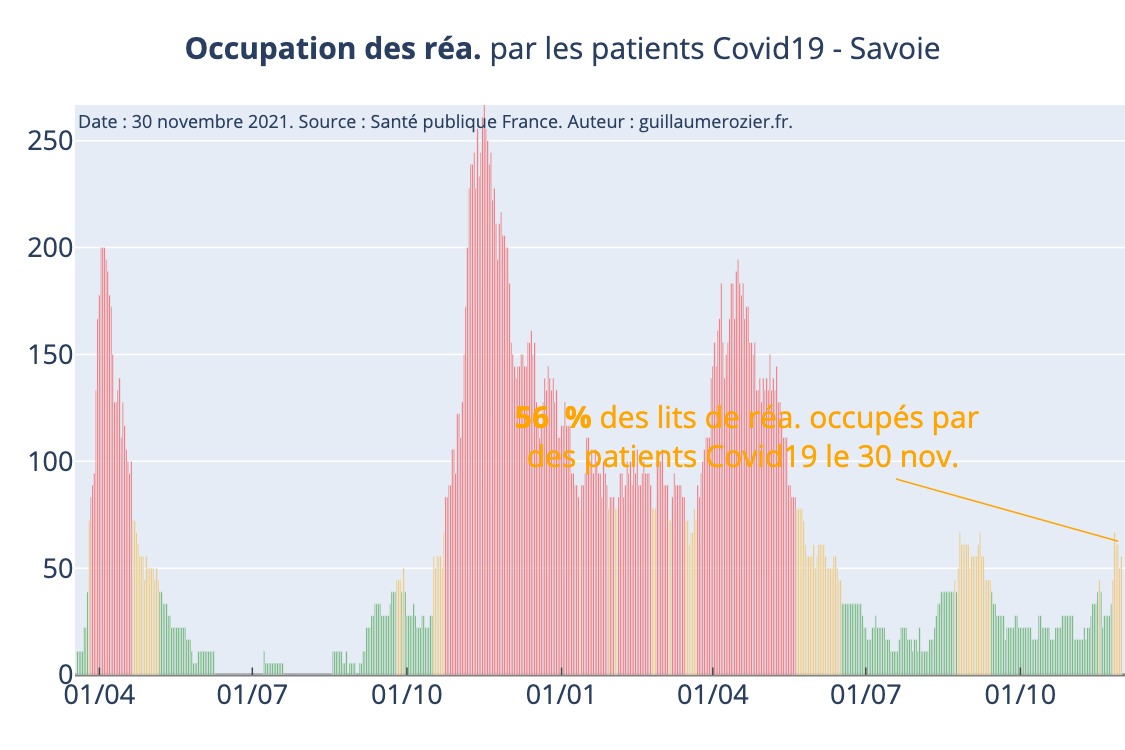 Occupation des réa. par les patients Covid19 - Savoie
Date : 30 novembre 2021. Source : Santé publique France. Auteur : guillaumerozier.fr.
250
200
150
100
50
0
56 % des lits de réa. occupés par
des patients Covid19 le 30 nov.
01/04 01/07 01/10 01/01 01/04 01/07 01/10